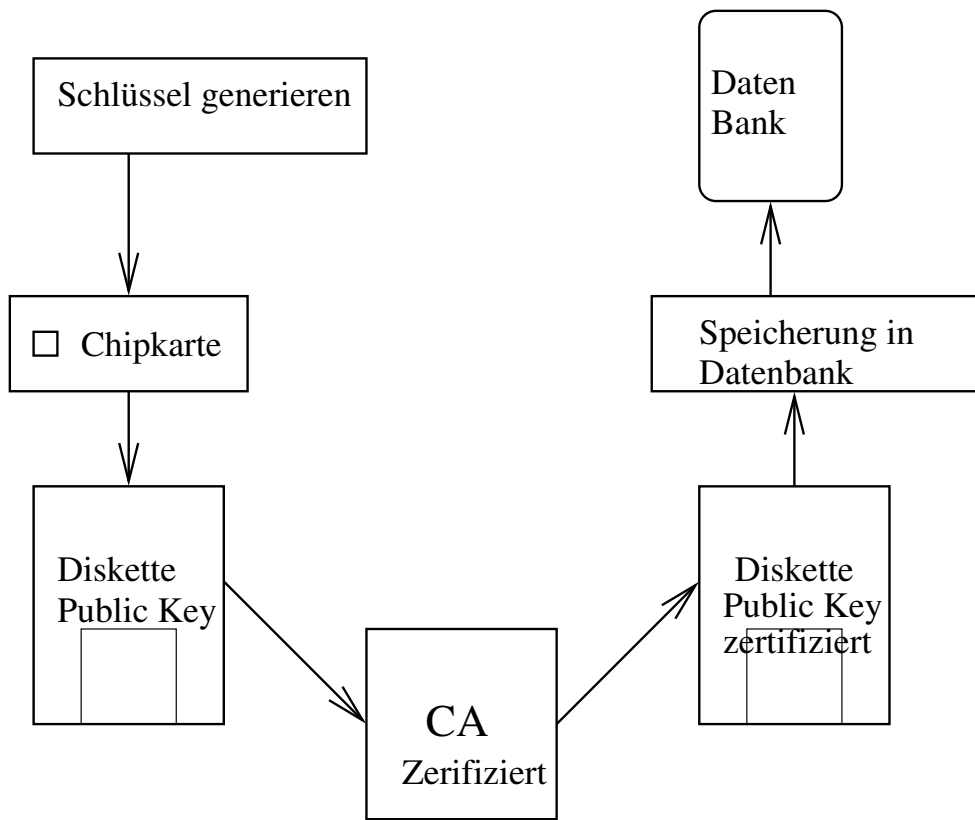 Schlüssel generieren
Chipkarte
Diskette
Public Key
CA
Zerifiziert
Diskette
Public Key
zertifiziert
Speicherung in
Datenbank
Daten
Bank